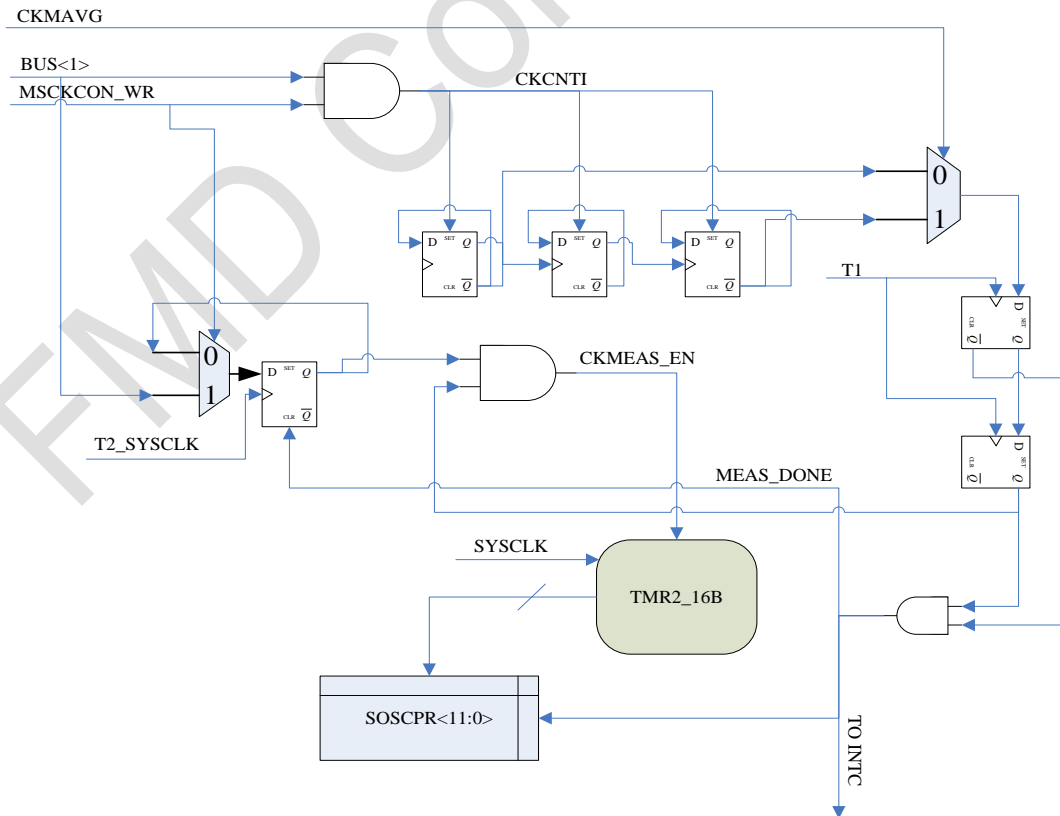 CKMAVG
BUS<1>
MSCKCON_WR
CKCNTI
0
1
D SET Q
CLR Q
D SET Q
CLR Q
D SET Q
CLR Q
T1
D SET Q
CLR Q
0
1
D SET Q
CLR Q
CKMEAS_EN
T2_SYSCLK
D SET Q
CLR Q
MEAS_DONE
SYSCLK
TMR2_16B
SOSCPR<11:0>
TO INTC
FMD Con